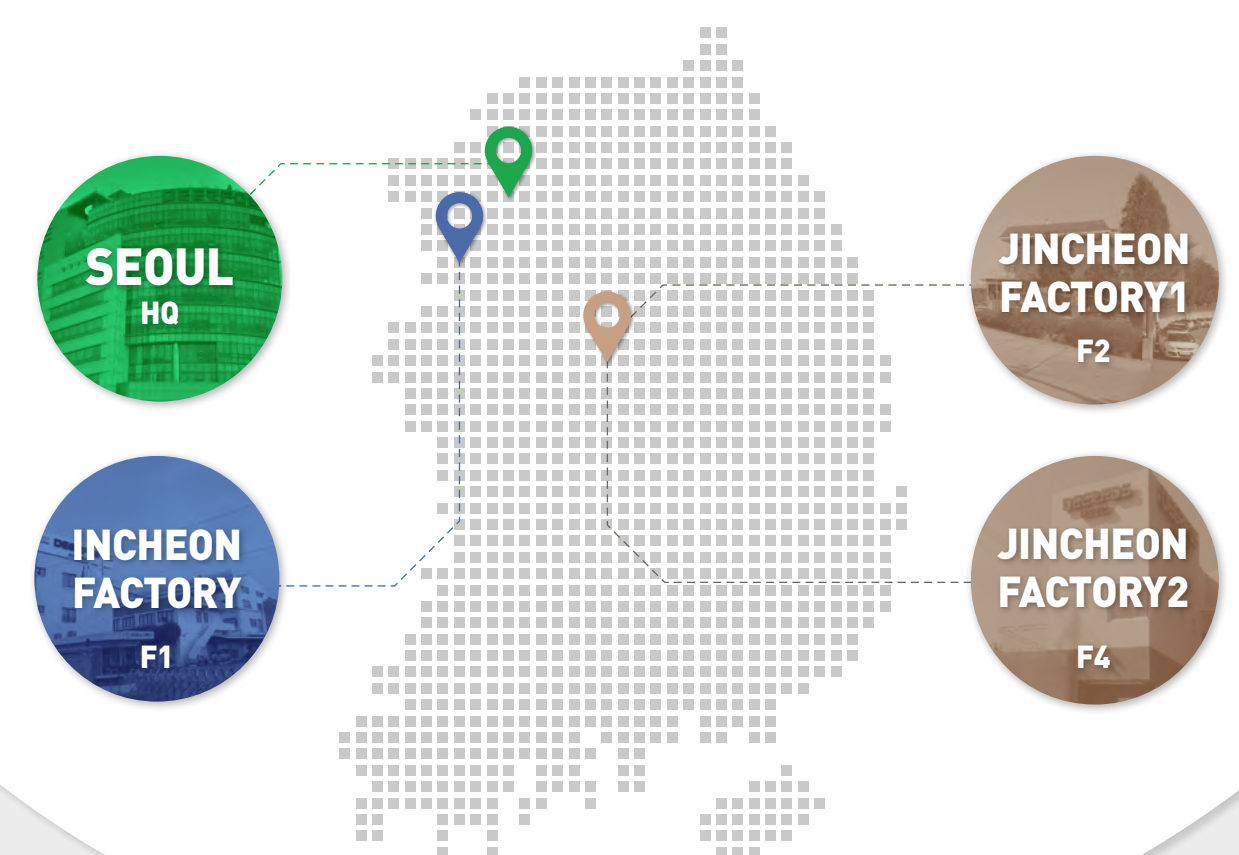 SEOUL
HQ
INCHEON
FACTORY
F1
JINCHEON
FACTORY1
F2
JINCHEON
FACTORY2
F4